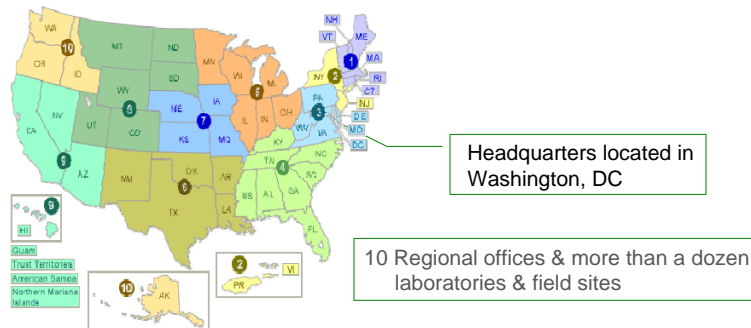 NH
WA
10
VT
ME
MT
ND
OR
ID
MN
WI
MI
NY
2
1
MA
RI
CT
SD
WY
8
5
NJ
PA
3
DE
MD
DC
NE
IA
7
IL
IN
OH
WV
VA
NV
UT
CO
KS
MO
KY
CA
9
AZ
NM
OK
6
AR
TN
4
NC
SC
TX
LA
MS
AL
GA
FL
Headquarters located in
Washington, DC
9
HI
Guam
Trust Territories
American Samoa
Northern Mariana
Islands
10
AK
2
PR
VI
10 Regional offices & more than a dozen
laboratories & field sites